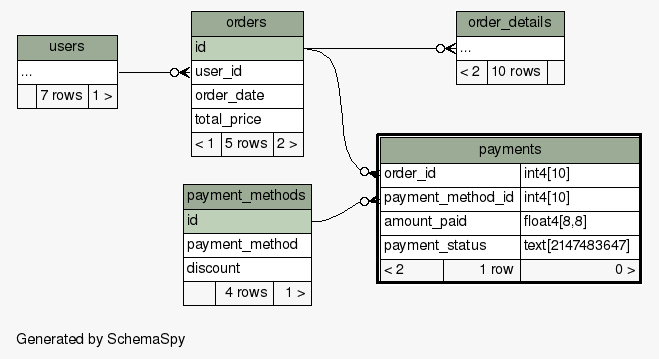 users
...
7 rows 1 >
orders
id
user_id
order_date
total_price
< 1 5 rows 2 >
order_details
...
< 2 10 rows
payment_methods
id
payment_method
discount
4 rows 1 >
payments
order_id int4[10]
payment_method_id int4[10]
amount_paid float4[8,8]
payment_status text[2147483647]
< 2 1 row 0 >
Generated by SchemaSpy